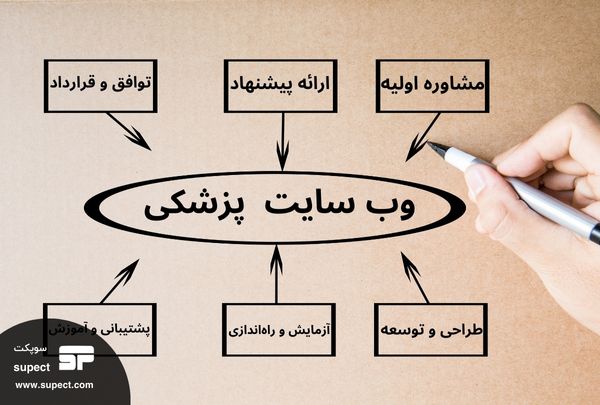 مشاوره اولیه
ارائه پیشنهاد
توافق و قرارداد
وب سایت پزشکی
طراحی و توسعه
آزمایش و راه‌اندازی
پشتیبانی و آموزش
سوپکت
supect
www.supect.com